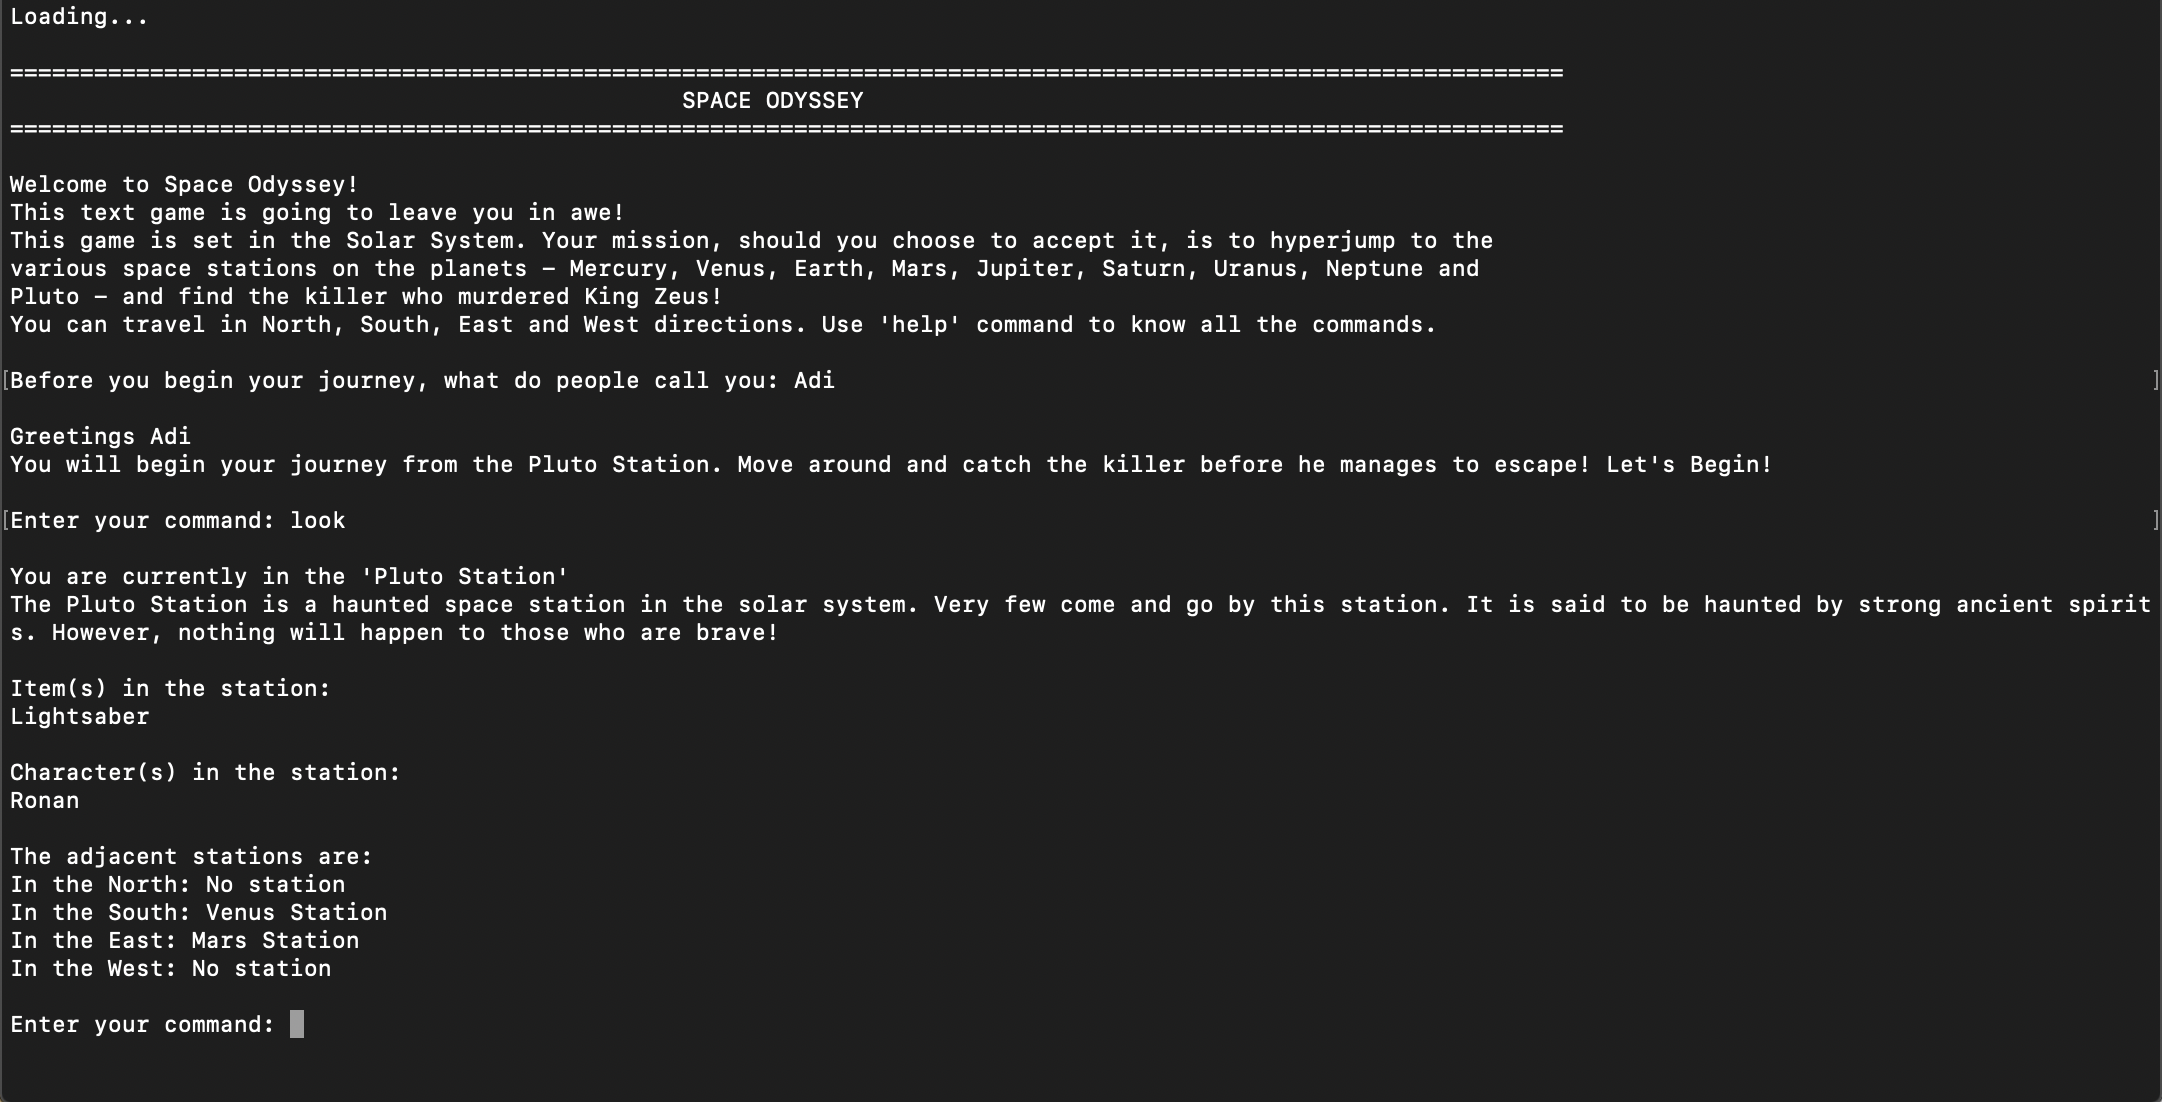 Loading...
===============================================================================================================
SPACE ODYSSEY
===============================================================================================================
Welcome to Space Odyssey!
This text game is going to leave you in awe!
This game is set in the Solar System. Your mission, should you choose to accept it, is to hyperjump to the
various space stations on the planets – Mercury, Venus, Earth, Mars, Jupiter, Saturn, Uranus, Neptune and
Pluto – and find the killer who murdered King Zeus!
You can travel in North, South, East and West directions. Use 'help' command to know all the commands.
[Before you begin your journey, what do people call you: Adi ]
Greetings Adi
You will begin your journey from the Pluto Station. Move around and catch the killer before he manages to escape! Let's Begin!
[Enter your command: look ]
You are currently in the 'Pluto Station'
The Pluto Station is a haunted space station in the solar system. Very few come and go by this station. It is said to be haunted by strong ancient spirit
s. However, nothing will happen to those who are brave!
Item(s) in the station:
Lightsaber
Character(s) in the station:
Ronan
The adjacent stations are:
In the North: No station
In the South: Venus Station
In the East: Mars Station
In the West: No station
Enter your command: